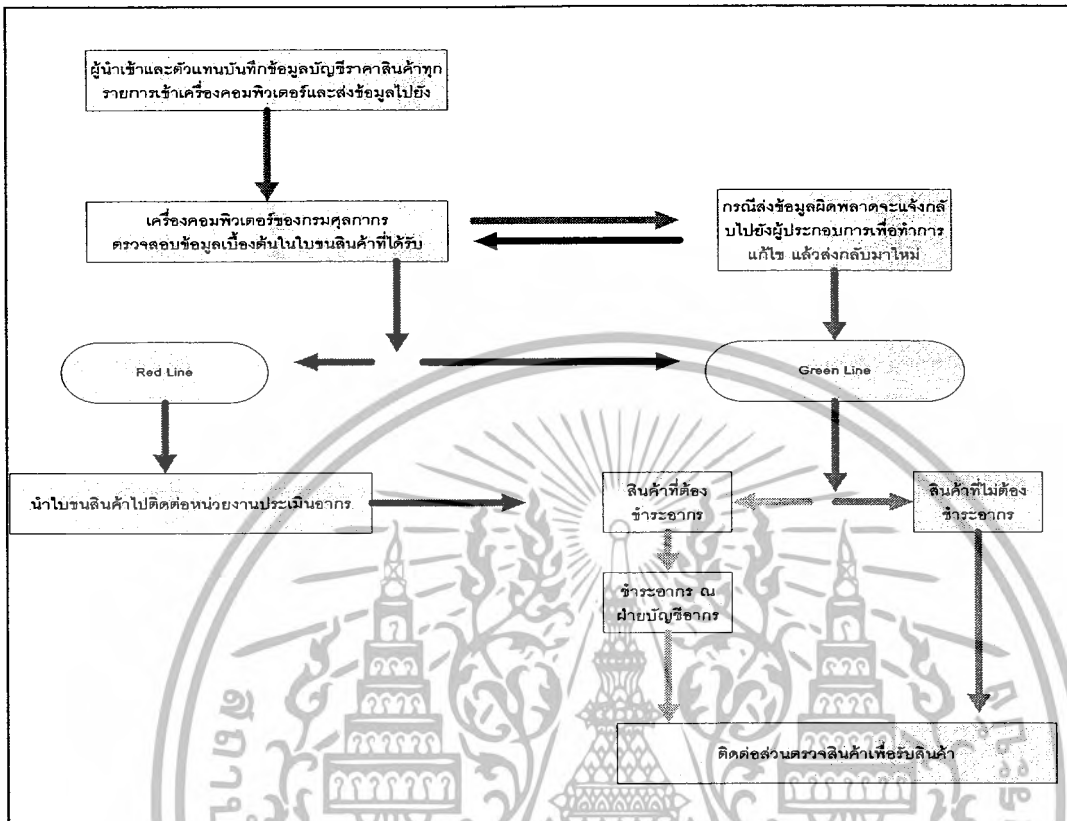 ผู้นำเข้าและตัวแทนบันทึกข้อมูลบัญชีราคาสินค้าทุก
รายการเข้าเครื่องคอมพิวเตอร์และส่งข้อมูลไปยัง
เครื่องคอมพิวเตอร์ของกรมศุลกากร
ตรวจสอบข้อมูลเบื้องต้นในใบขนสินค้าที่ได้รับ
กรณีส่งข้อมูลผิดพลาดจะแจ้งกลั
บไปยังผู้ประกอบการเพื่อทำการ
แก้ไข แล้วส่งกลับมาใหม่
Red Line
Green Line
นำใบขนสินค้าไปติดต่อหน่วยงานประเมินอากร
สินค้าที่ต้อง
ชำระอากร
สินค้าที่ไม่ต้อง
ชำระอากร
ชำระอากร ณ
ฝ่ายบัญชีอากร
ติดต่อส่วนตรวจสินค้าเพื่อรับสินค้า